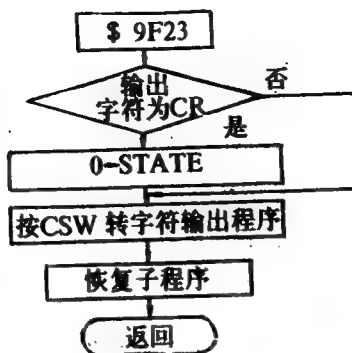 $ 9F23
输出
字符为CR
否
是
0→STATE
按CSW 转字符输出程序
恢复子程序
返回